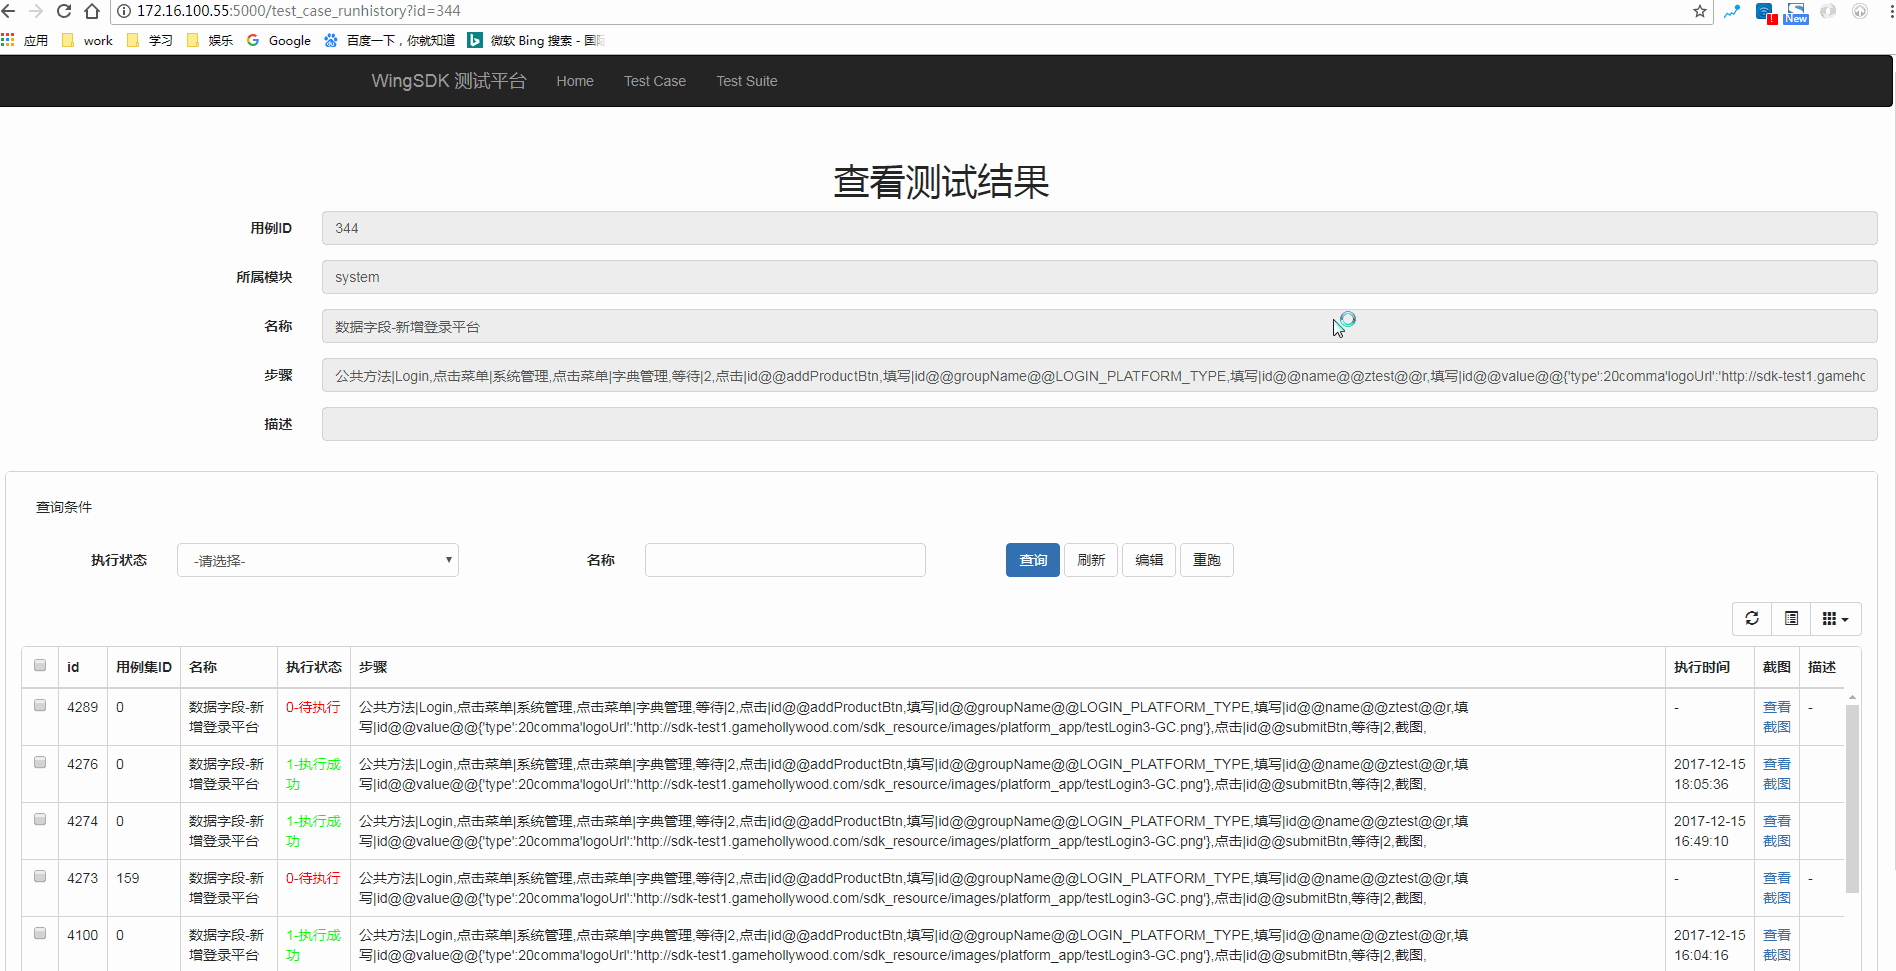 172.16.100.55:5000/test_case_runhistory?id=344
New
应用 work 学习 娱乐 Google 百度一下，你就知道 微软 Bing 搜索 - 国
WingSDK 测试平台 Home Test Case Test Suite
查看测试结果
用例ID 344
所属模块 system
名称 数据字段-新增登录平台
步骤 公共方法|Login,点击菜单|系统管理,点击菜单|字典管理,等待|2,点击|id@@addProductBtn,填写|id@@groupName@@LOGIN_PLATFORM_TYPE,填写|id@@name@@ztest@@r,填写|id@@value@@{'type':20comma'logoUrl':'http://sdk-test1.gameho
描述
查询条件
执行状态 -请选择- 名称 查询 刷新 编辑 重跑
id 用例集ID 名称 执行状态 步骤 执行时间 截图 描述
4289 0 数据字段-新 0-待执行 公共方法|Login,点击菜单|系统管理,点击菜单|字典管理,等待|2,点击|id@@addProductBtn,填写|id@@groupName@@LOGIN_PLATFORM_TYPE,填写|id@@name@@ztest@@r,填 - 查看 -
增登录平台 写|id@@value@@{'type':20comma'logoUrl':'http://sdk-test1.gamehollywood.com/sdk_resource/images/platform_app/testLogin3-GC.png'},点击|id@@submitBtn,等待|2,截图, 截图
4276 0 数据字段-新 1-执行成 公共方法|Login,点击菜单|系统管理,点击菜单|字典管理,等待|2,点击|id@@addProductBtn,填写|id@@groupName@@LOGIN_PLATFORM_TYPE,填写|id@@name@@ztest@@r,填 2017-12-15 查看
增登录平台 功 写|id@@value@@{'type':20comma'logoUrl':'http://sdk-test1.gamehollywood.com/sdk_resource/images/platform_app/testLogin3-GC.png'},点击|id@@submitBtn,等待|2,截图, 18:05:36 截图
4274 0 数据字段-新 1-执行成 公共方法|Login,点击菜单|系统管理,点击菜单|字典管理,等待|2,点击|id@@addProductBtn,填写|id@@groupName@@LOGIN_PLATFORM_TYPE,填写|id@@name@@ztest@@r,填 2017-12-15 查看
增登录平台 功 写|id@@value@@{'type':20comma'logoUrl':'http://sdk-test1.gamehollywood.com/sdk_resource/images/platform_app/testLogin3-GC.png'},点击|id@@submitBtn,等待|2,截图, 16:49:10 截图
4273 159 数据字段-新 0-待执行 公共方法|Login,点击菜单|系统管理,点击菜单|字典管理,等待|2,点击|id@@addProductBtn,填写|id@@groupName@@LOGIN_PLATFORM_TYPE,填写|id@@name@@ztest@@r,填 - 查看 -
增登录平台 写|id@@value@@{'type':20comma'logoUrl':'http://sdk-test1.gamehollywood.com/sdk_resource/images/platform_app/testLogin3-GC.png'},点击|id@@submitBtn,等待|2,截图, 截图
4100 0 数据字段-新 1-执行成 公共方法|Login,点击菜单|系统管理,点击菜单|字典管理,等待|2,点击|id@@addProductBtn,填写|id@@groupName@@LOGIN_PLATFORM_TYPE,填写|id@@name@@ztest@@r,填 2017-12-15 查看
增登录平台 功 写|id@@value@@{'type':20comma'logoUrl':'http://sdk-test1.gamehollywood.com/sdk_resource/images/platform_app/testLogin3-GC.png'},点击|id@@submitBtn,等待|2,截图, 16:04:16 截图